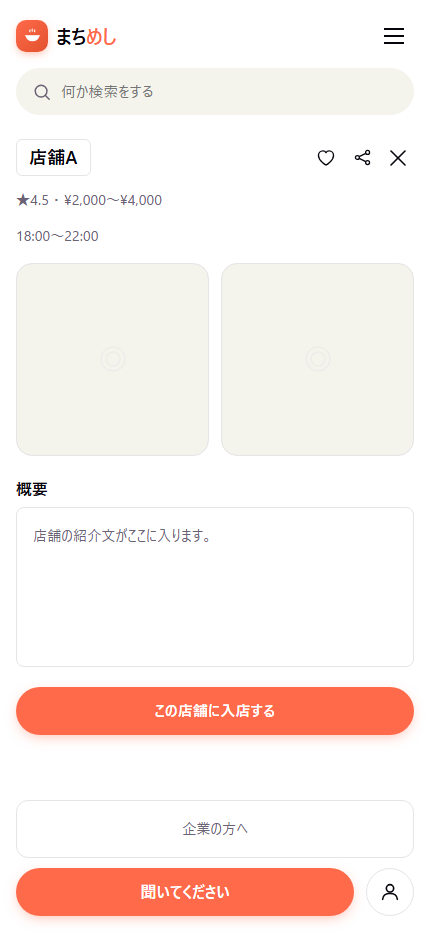 まちめし
何か検索をする
店舗A
★4.5・¥2,000〜¥4,000
18:00〜22:00
概要
店舗の紹介文がここに入ります。
この店舗に入店する
企業の方へ
聞いてください